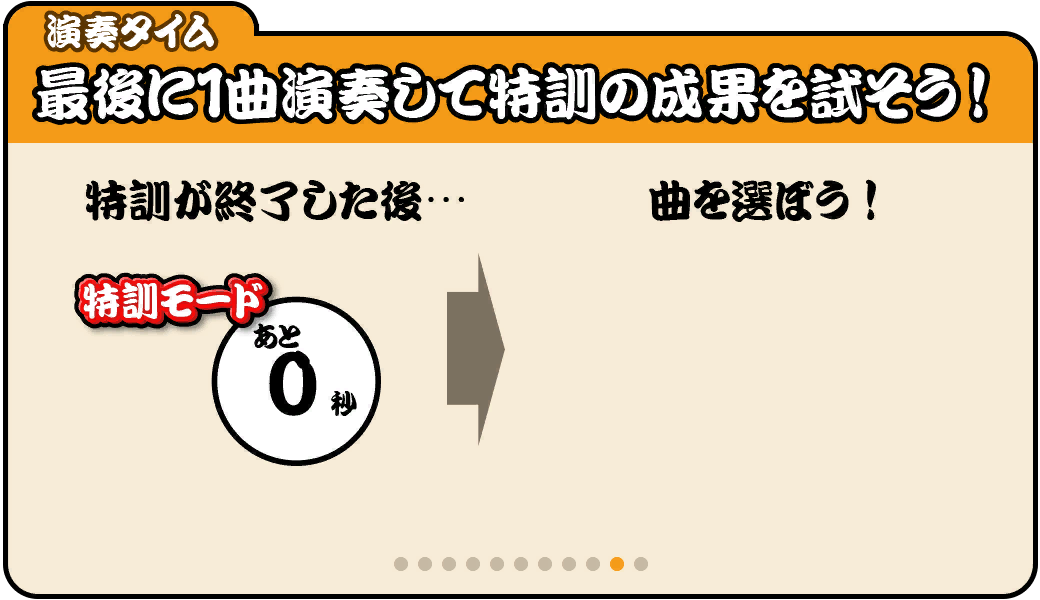 演奏タイム
最後に1曲演奏して特訓の成果を試そう!
特訓が終了した後…
曲を選ぼう!
特訓モード
あと
0
秒